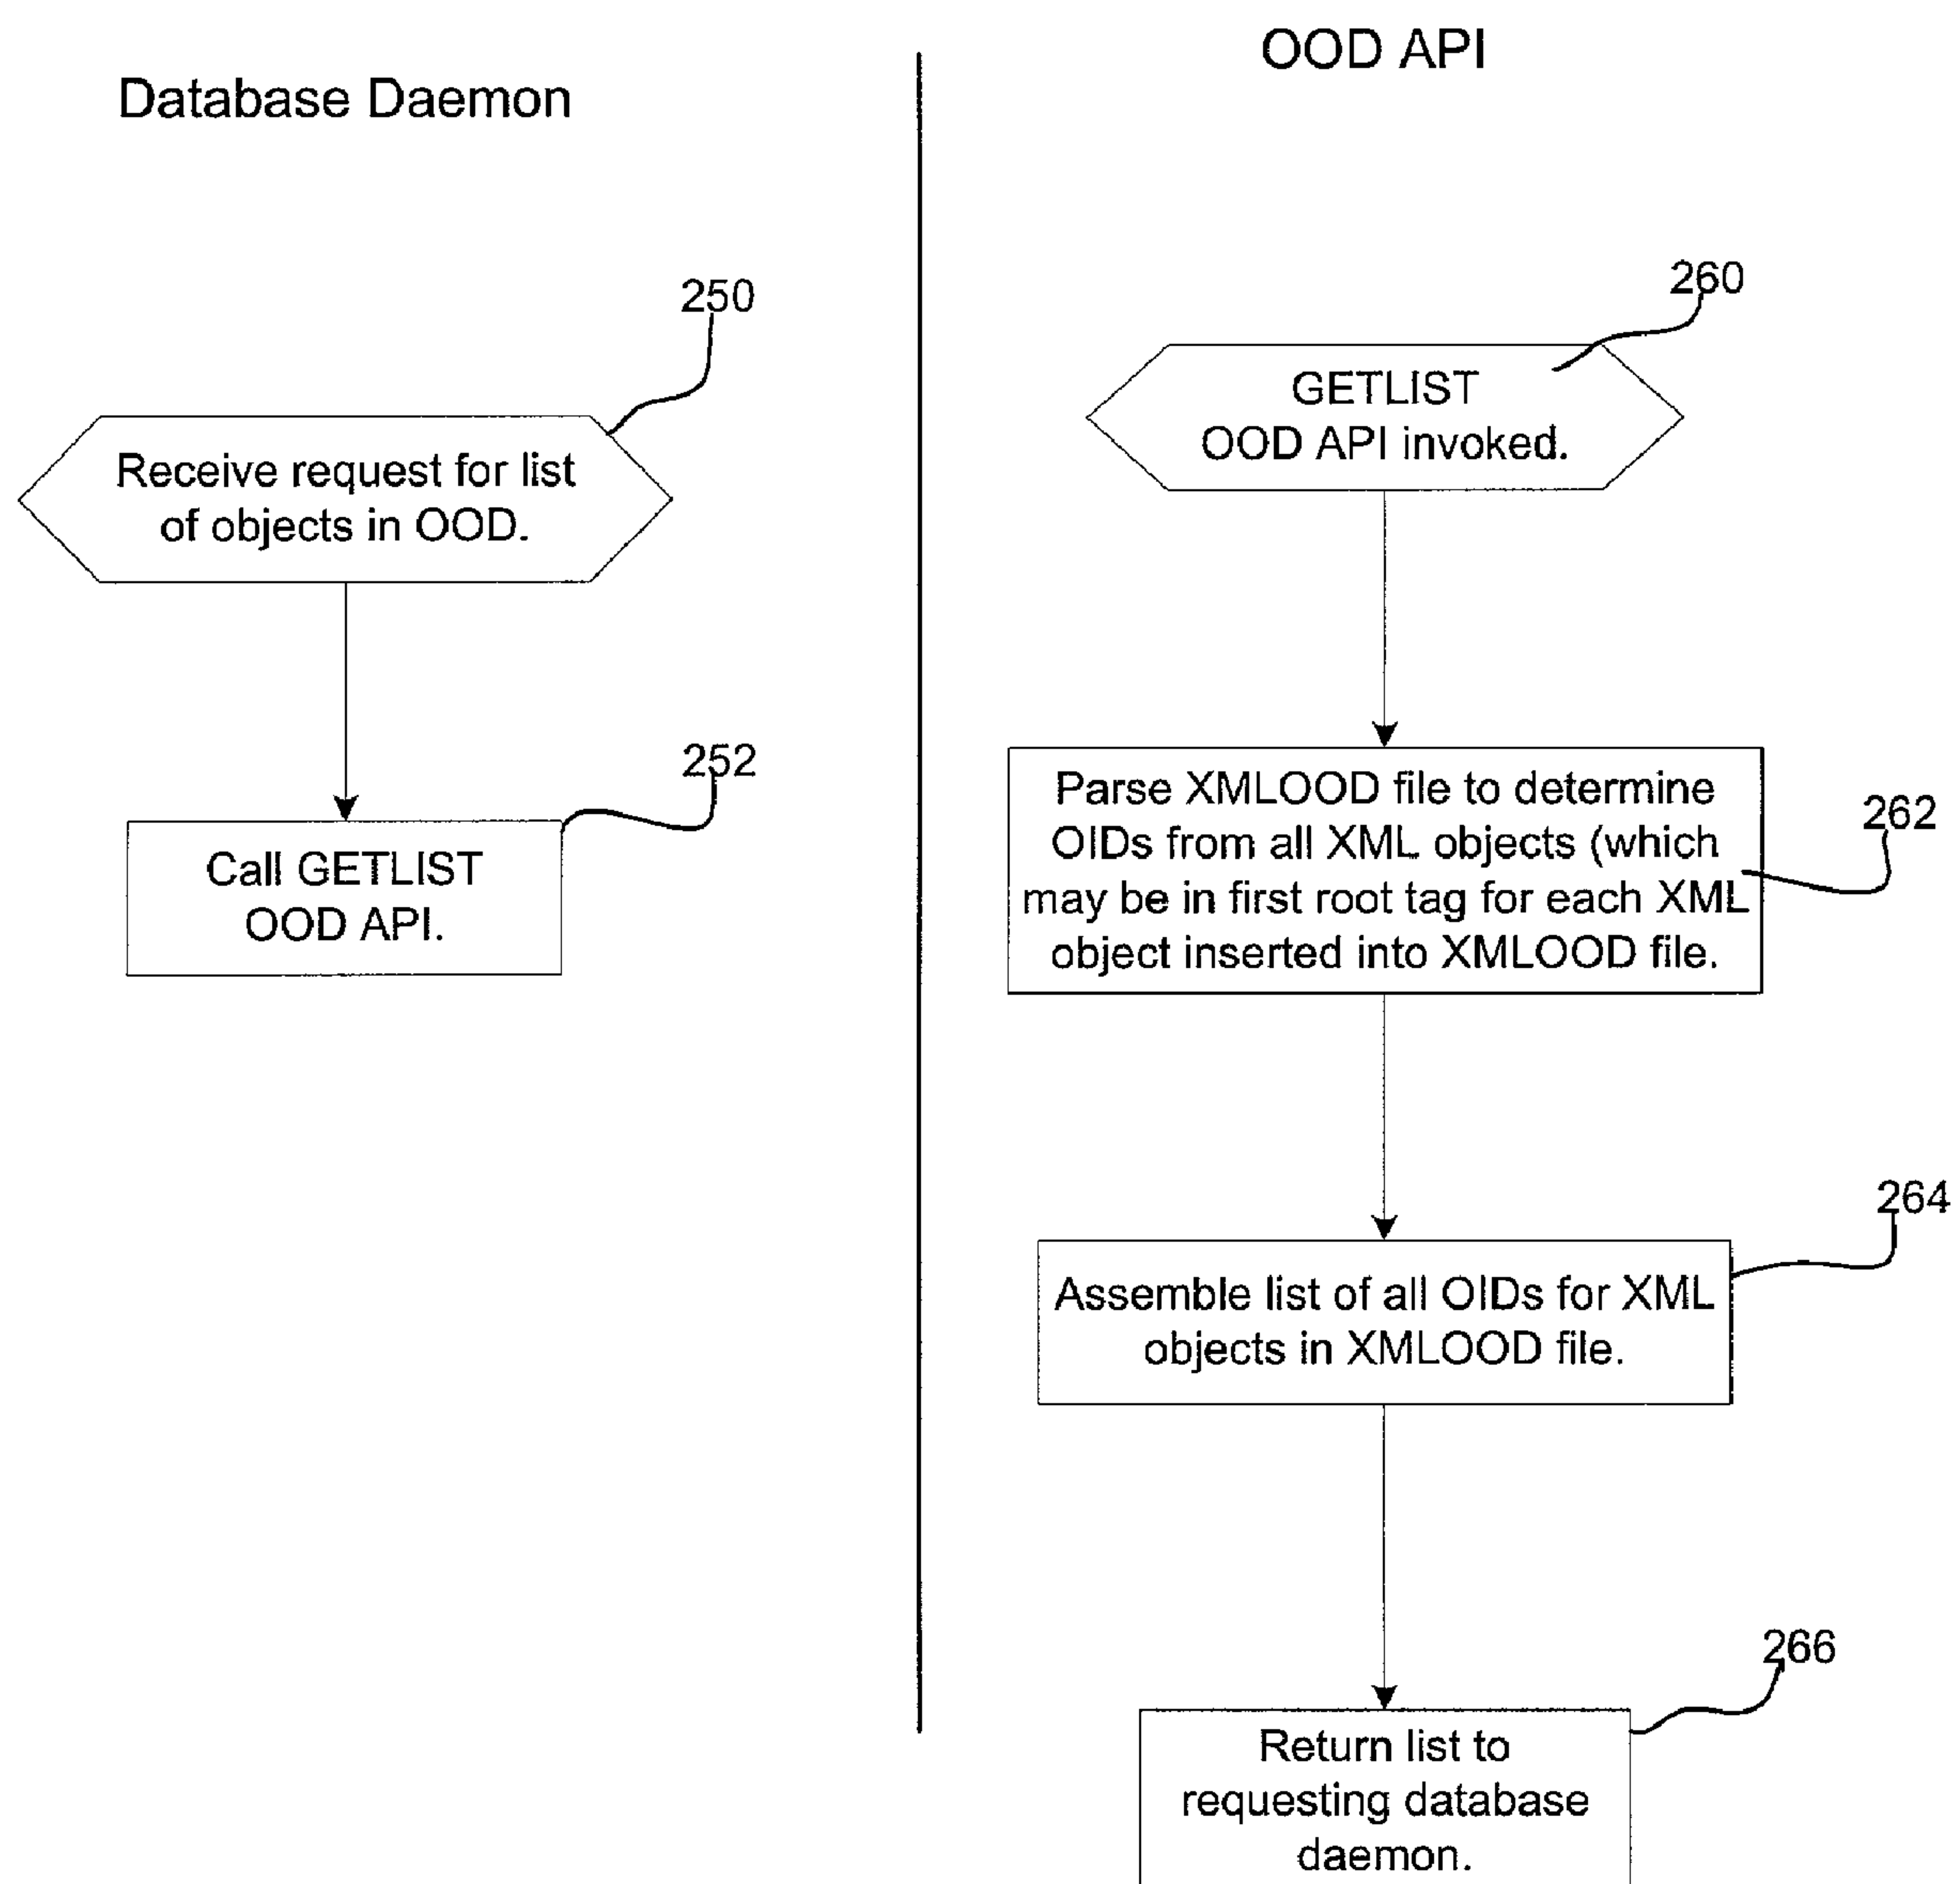 Database Daemon
250
Receive request for list
of objects in OOD.
252
Call GETLIST
OOD API.
OOD API
260
GETLIST
OOD API invoked.
262
Parse XMLOOD file to determine
OIDs from all XML objects (which
may be in first root tag for each XML
object inserted into XMLOOD file.
264
Assemble list of all OIDs for XML
objects in XMLOOD file.
266
Return list to
requesting database
daemon.